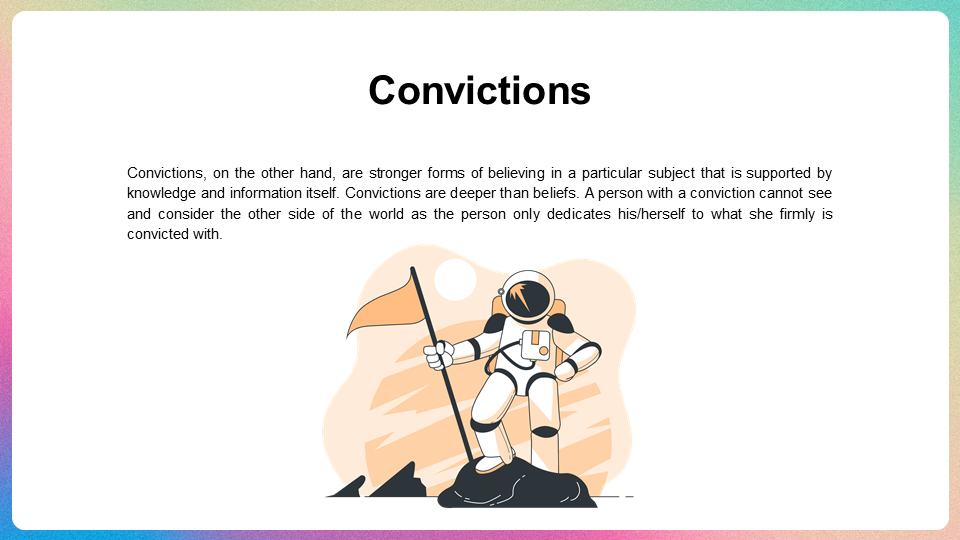 Convictions
Convictions, on the other hand, are stronger forms of believing in a particular subject that is supported by
knowledge and information itself. Convictions are deeper than beliefs. A person with a conviction cannot see
and consider the other side of the world as the person only dedicates his/herself to what she firmly is
convicted with.